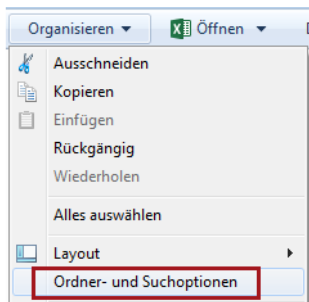 Organisieren Öffnen
Ausschneiden
Kopieren
Einfügen
Rückgängig
Wiederholen
Alles auswählen
Layout
Ordner- und Suchoptionen